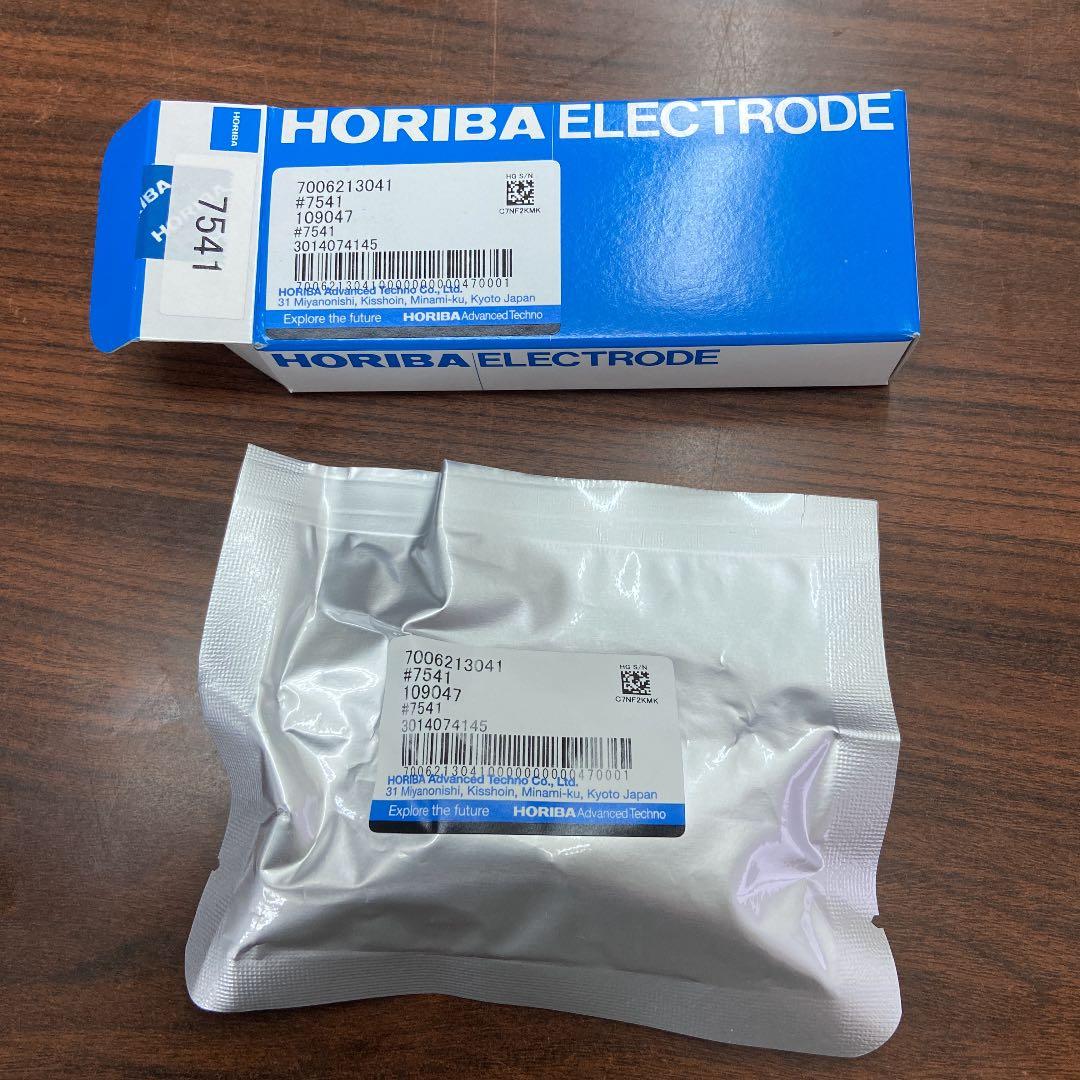 HORIBA ELECTRODE
HORIBA
HORIBA
7541
7006213041
#7541
109047
#7541
3014074145
HG S/N
C7NF2KMK
70062130410000000000470001
HORIBA Advanced Techno Co., Ltd.
31 Miyanonishi, Kisshoin, Minami-ku, Kyoto Japan
Explore the future HORIBA Advanced Techno
HORIBA ELECTRODE
7006213041
#7541
109047
#7541
3014074145
HG S/N
C7NF2KMK
70062130410000000000470001
HORIBA Advanced Techno Co., Ltd.
31 Miyanonishi, Kisshoin, Minami-ku, Kyoto Japan
Explore the future HORIBA Advanced Techno